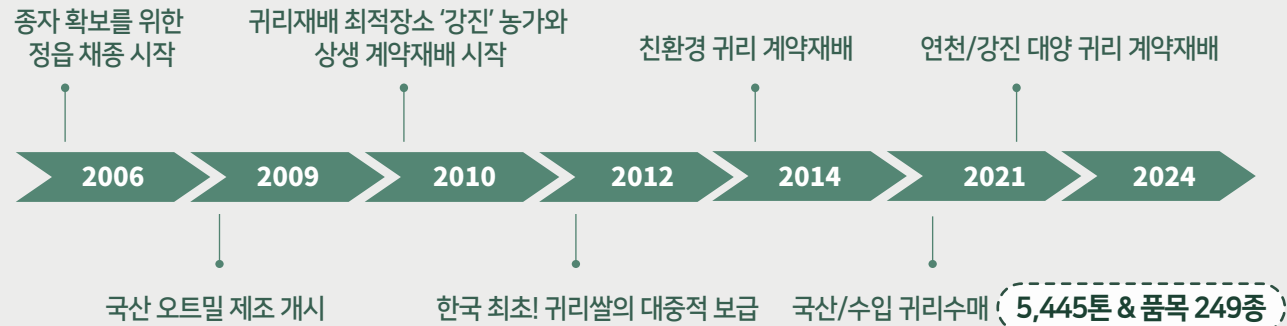 종자 확보를 위한
정읍 채종 시작
귀리재배 최적장소 ‘강진’ 농가와
상생 계약재배 시작
친환경 귀리 계약재배
연천/강진 대양 귀리 계약재배
2006
2009
2010
2012
2014
2021
2024
국산 오트밀 제조 개시
한국 최초! 귀리쌀의 대중적 보급
국산/수입 귀리수매 5,445톤 & 품목 249종